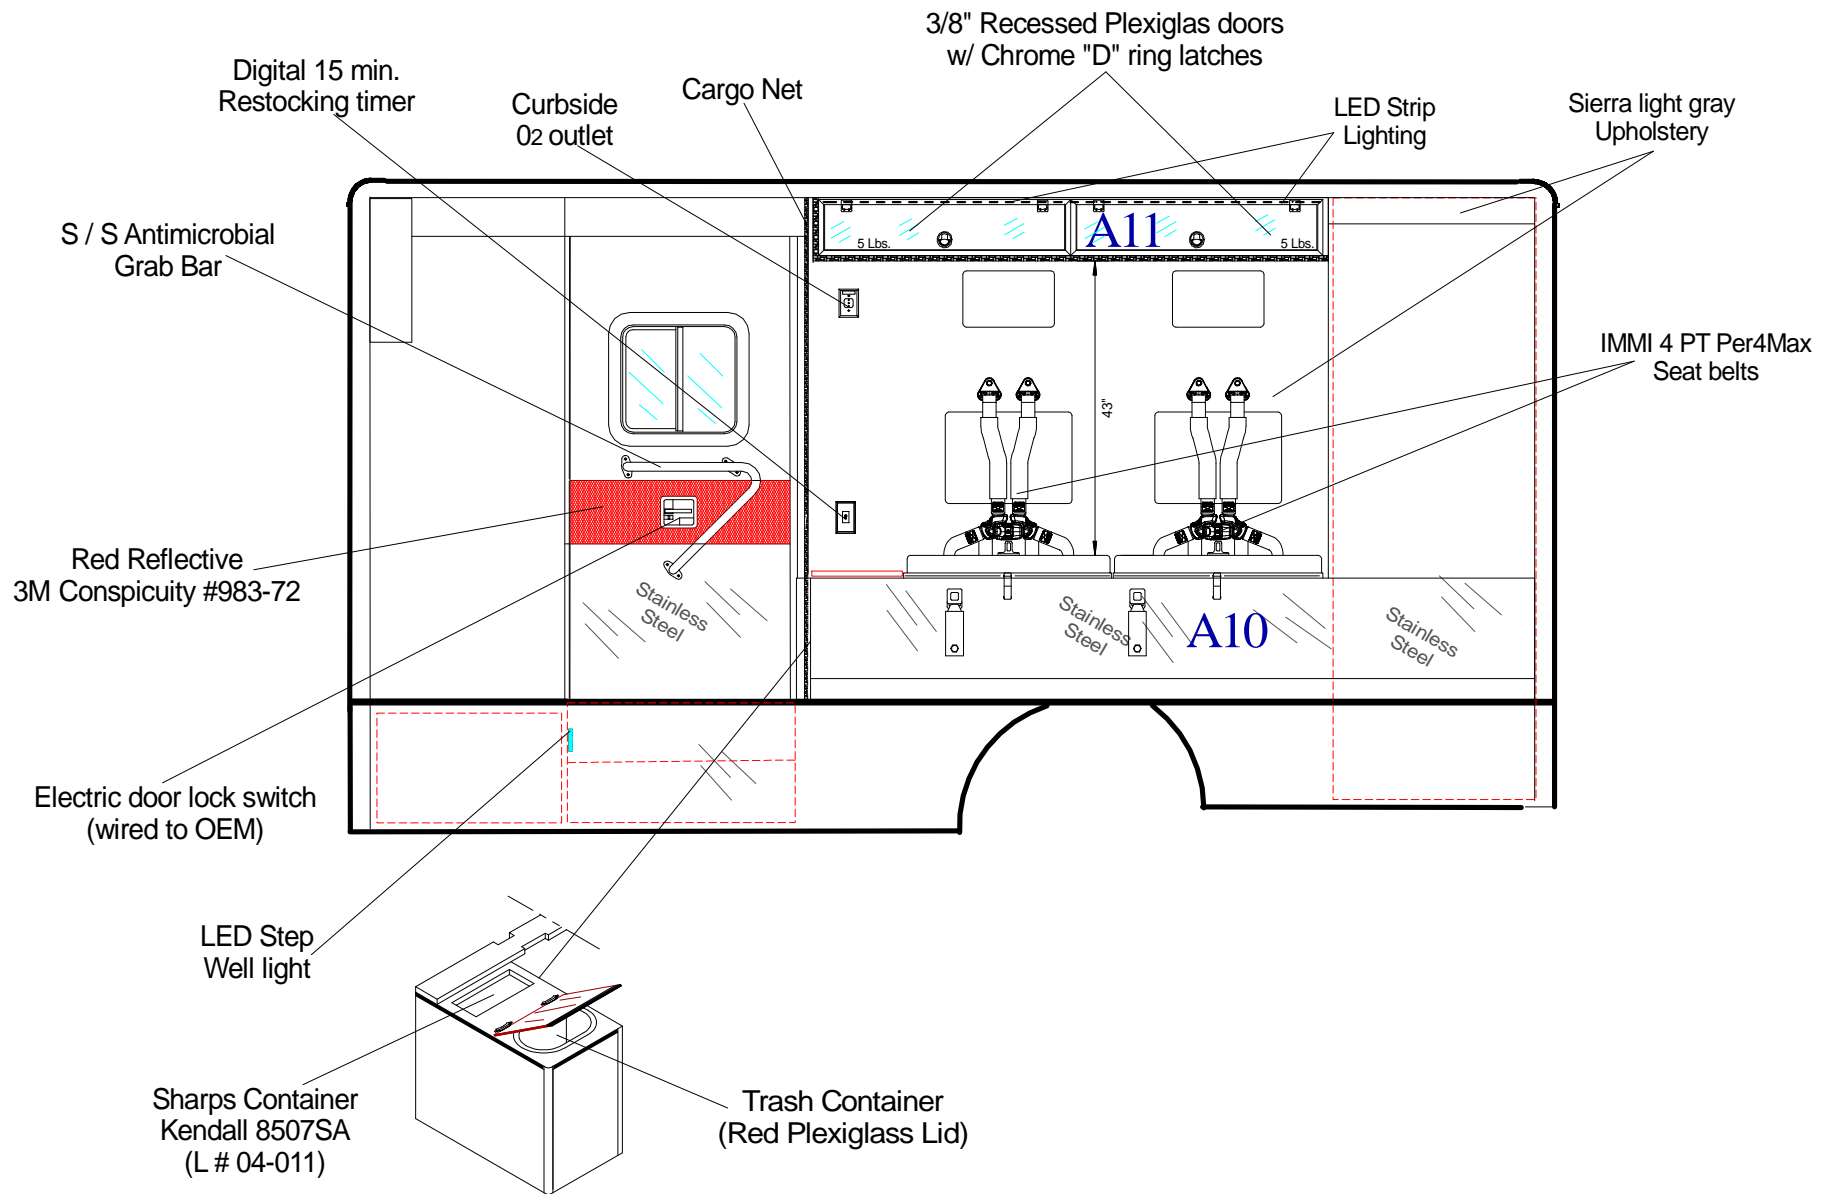 3/8" Recessed Plexiglas doors
w/ Chrome "D" ring latches
Digital 15 min.
Restocking timer
Curbside
02 outlet
Cargo Net
LED Strip
Lighting
Sierra light gray
Upholstery
S / S Antimicrobial
Grab Bar
A11
5 Lbs.
5 Lbs.
IMMI 4 PT Per4Max
Seat belts
43"
Red Reflective
3M Conspicuity #983-72
Stainless
Steel
Stainless
Steel
A10
Stainless
Steel
Electric door lock switch
(wired to OEM)
LED Step
Well light
Sharps Container
Kendall 8507SA
(L # 04-011)
Trash Container
(Red Plexiglass Lid)